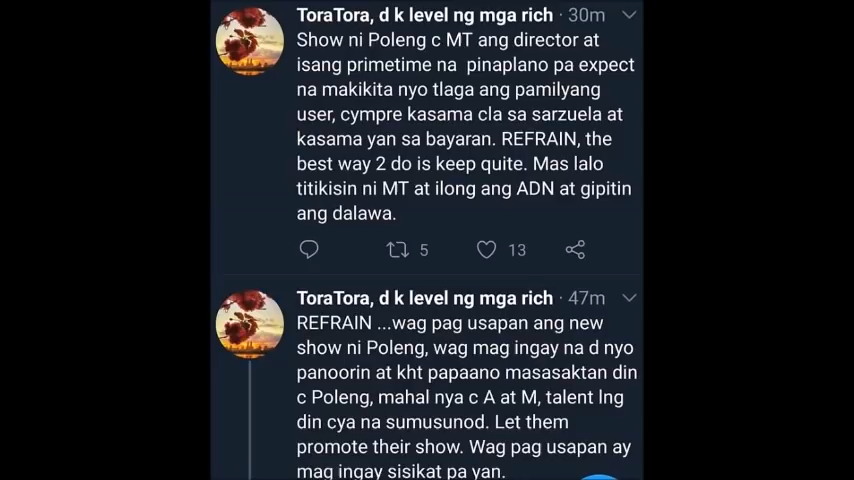 ToraTora, d k level ng mga rich · 30m
Show ni Poleng c MT ang director at
isang primetime na pinaplano pa expect
na makikita nyo tlaga ang pamilyang
user, cympre kasama cla sa sarzuela at
kasama yan sa bayaran. REFRAIN, the
best way 2 do is keep quite. Mas lalo
titikisin ni MT at ilong ang ADN at gipitin
ang dalawa.
5 13
ToraTora, d k level ng mga rich · 47m
REFRAIN ...wag pag usapan ang new
show ni Poleng, wag mag ingay na d nyo
panoorin at kht papaano masasaktan din
c Poleng, mahal nya c A at M, talent lng
din cya na sumusunod. Let them
promote their show. Wag pag usapan ay
mag ingay sisikat pa yan.